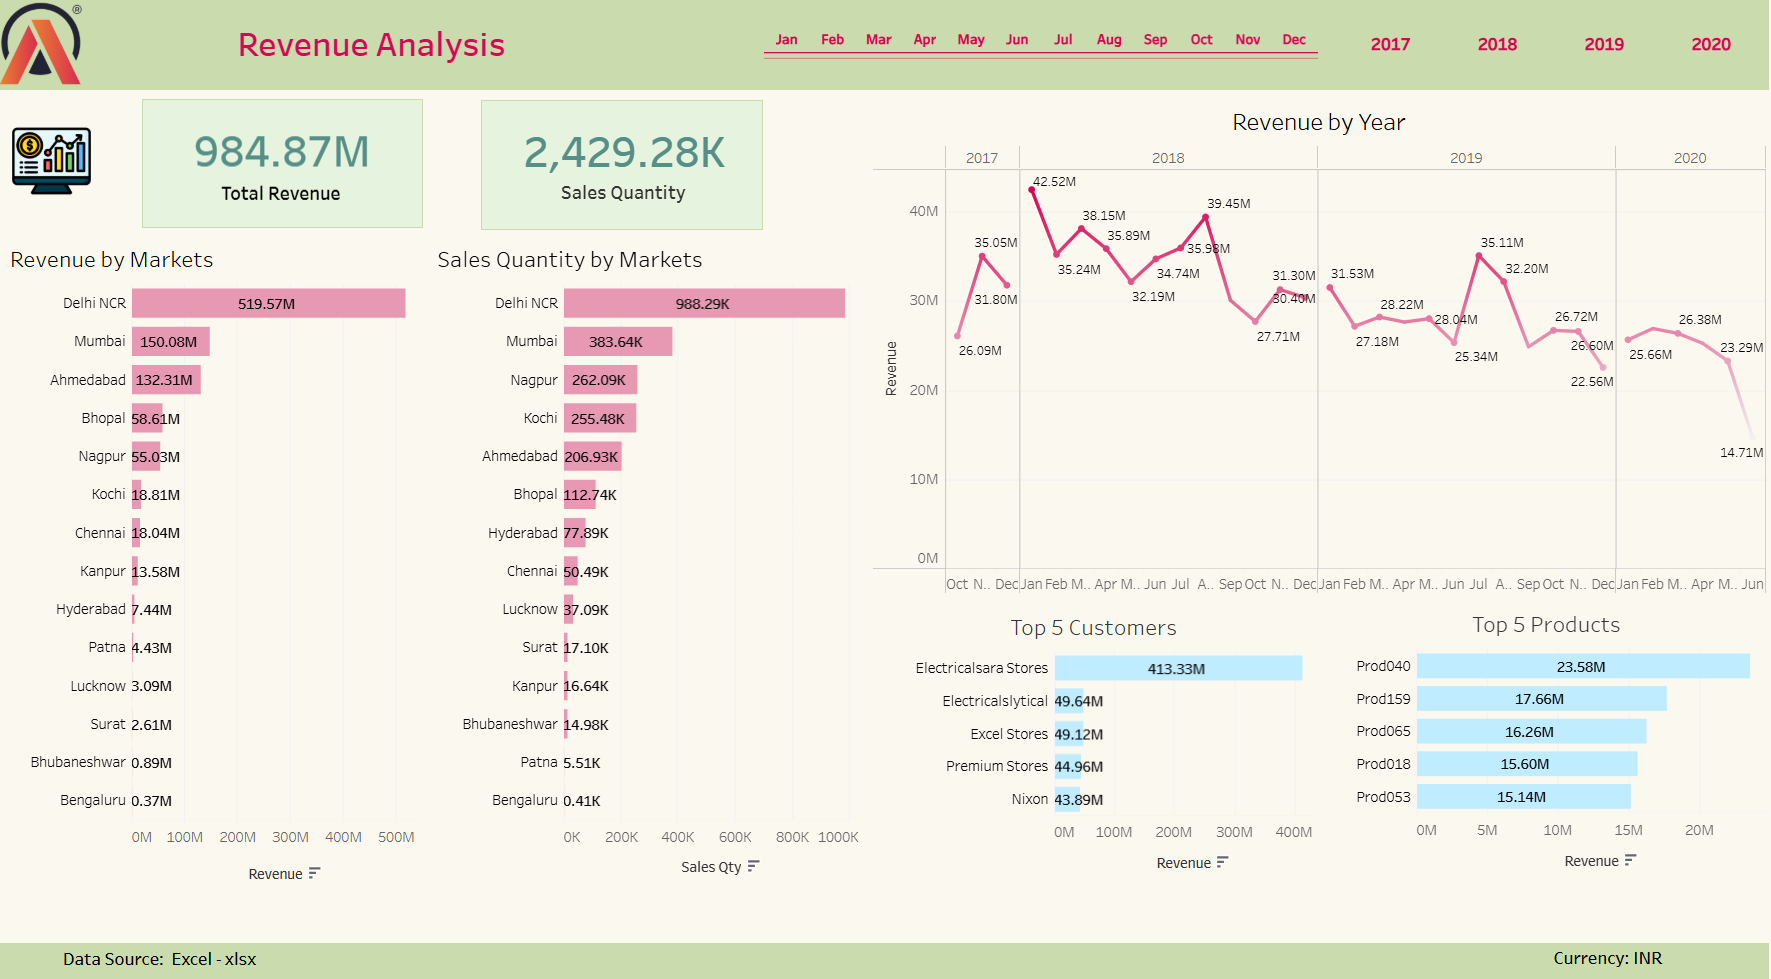 ®
Revenue Analysis
Jan Feb Mar Apr May Jun Jul Aug Sep Oct Nov Dec
2017 2018 2019 2020
984.87M
Total Revenue
2,429.28K
Sales Quantity
Revenue by Markets
Delhi NCR 519.57M
Mumbai 150.08M
Ahmedabad 132.31M
Bhopal 58.61M
Nagpur 55.03M
Kochi 18.81M
Chennai 18.04M
Kanpur 13.58M
Hyderabad 7.44M
Patna 4.43M
Lucknow 3.09M
Surat 2.61M
Bhubaneshwar 0.89M
Bengaluru 0.37M
0M 100M 200M 300M 400M 500M
Revenue
Sales Quantity by Markets
Delhi NCR 988.29K
Mumbai 383.64K
Nagpur 262.09K
Kochi 255.48K
Ahmedabad 206.93K
Bhopal 112.74K
Hyderabad 77.89K
Chennai 50.49K
Lucknow 37.09K
Surat 17.10K
Kanpur 16.64K
Bhubaneshwar 14.98K
Patna 5.51K
Bengaluru 0.41K
0K 200K 400K 600K 800K 1000K
Sales Qty
Revenue by Year
2017 2018 2019 2020
Revenue
40M
30M
20M
10M
0M
26.09M
35.05M
31.80M
42.52M
35.24M
38.15M
35.89M
32.19M
34.74M
35.98M
39.45M
27.71M
31.30M
30.40M
31.53M
27.18M
28.22M
28.04M
25.34M
35.11M
32.20M
26.72M
26.60M
22.56M
25.66M
26.38M
23.29M
14.71M
Oct N.. Dec Jan Feb M.. Apr M.. Jun Jul A.. Sep Oct N.. Dec Jan Feb M.. Apr M.. Jun Jul A.. Sep Oct N.. Dec Jan Feb M.. Apr M.. Jun
Top 5 Customers
Electricalsara Stores 413.33M
Electricalslytical 49.64M
Excel Stores 49.12M
Premium Stores 44.96M
Nixon 43.89M
0M 100M 200M 300M 400M
Revenue
Top 5 Products
Prod040 23.58M
Prod159 17.66M
Prod065 16.26M
Prod018 15.60M
Prod053 15.14M
0M 5M 10M 15M 20M
Revenue
Data Source: Excel - xlsx
Currency: INR